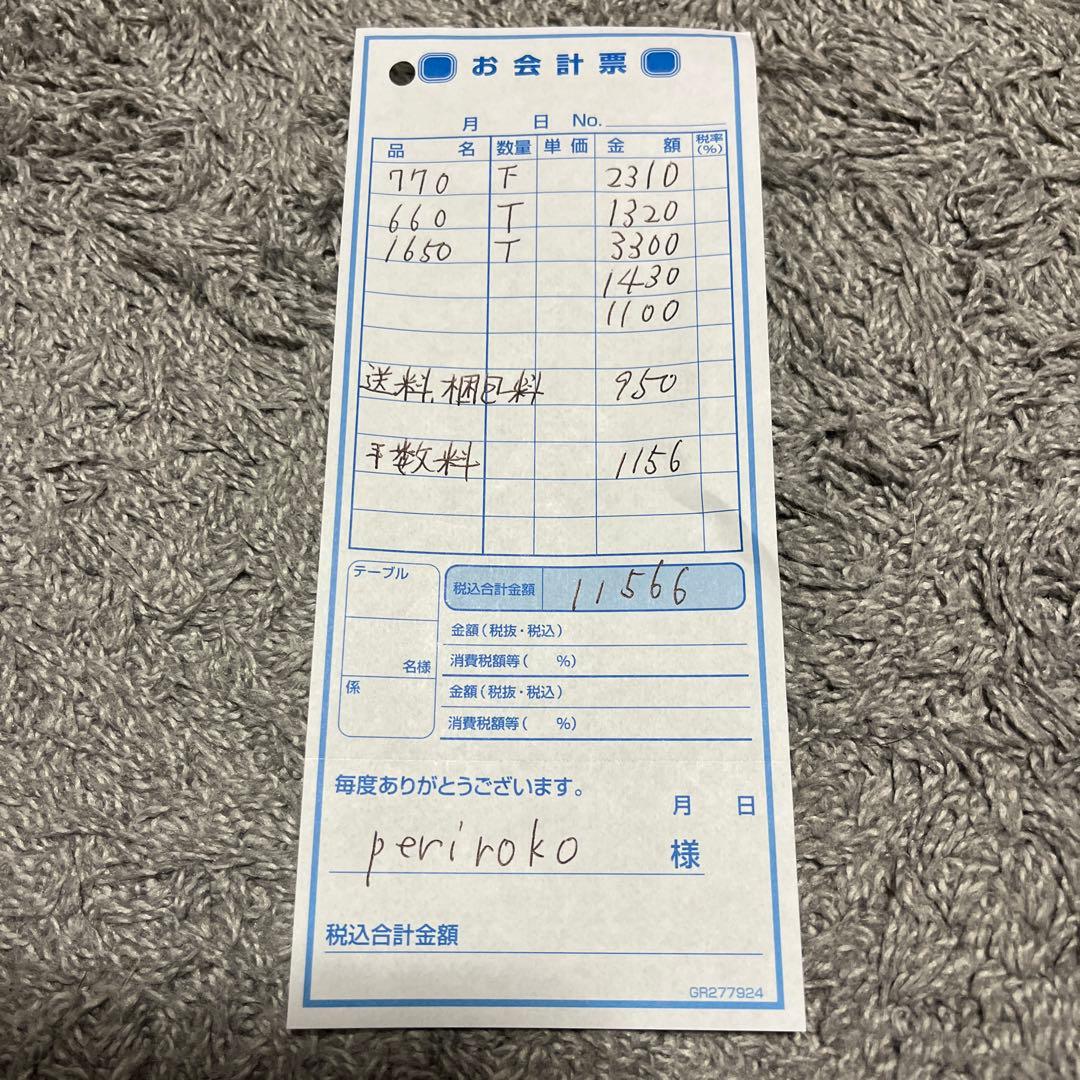 お会計票
月 日 No.
品名 数量 単価 金額 税率(%)
770 下 2310
660 T 1320
1650 T 3300
1430
1100
送料、梱包料 950
手数料 1156
テーブル
税込合計金額 11566
金額(税抜・税込)
名様
消費税額等( %)
係
金額(税抜・税込)
消費税額等( %)
毎度ありがとうございます。
月 日
periroko 様
税込合計金額
GR277924